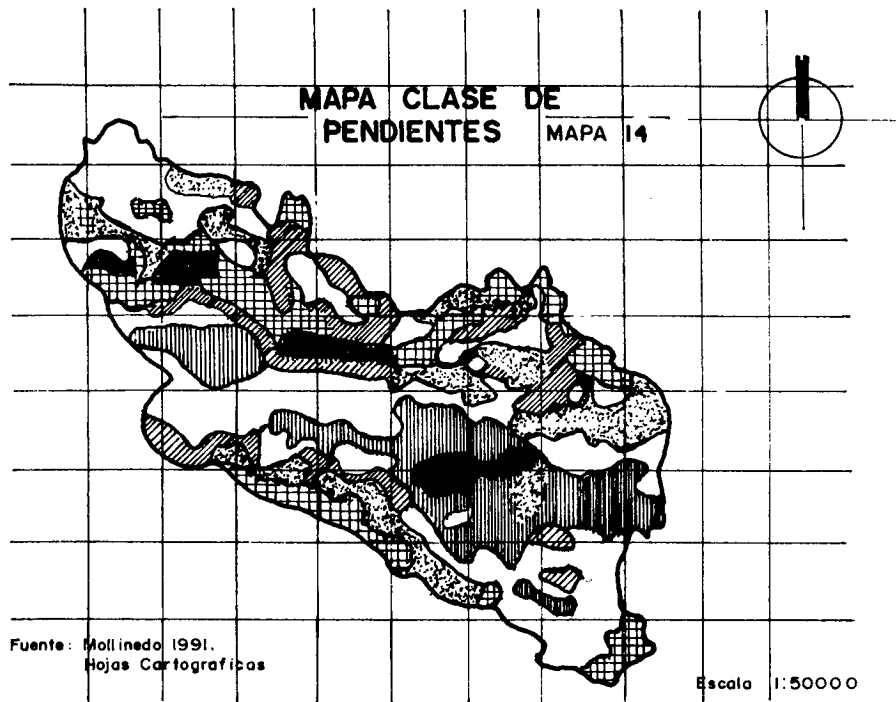 MAPA CLASE DE
PENDIENTES MAPA 14
Fuente: Mollinedo 1991.
Hojas Cartograficas
Escala 1:50000